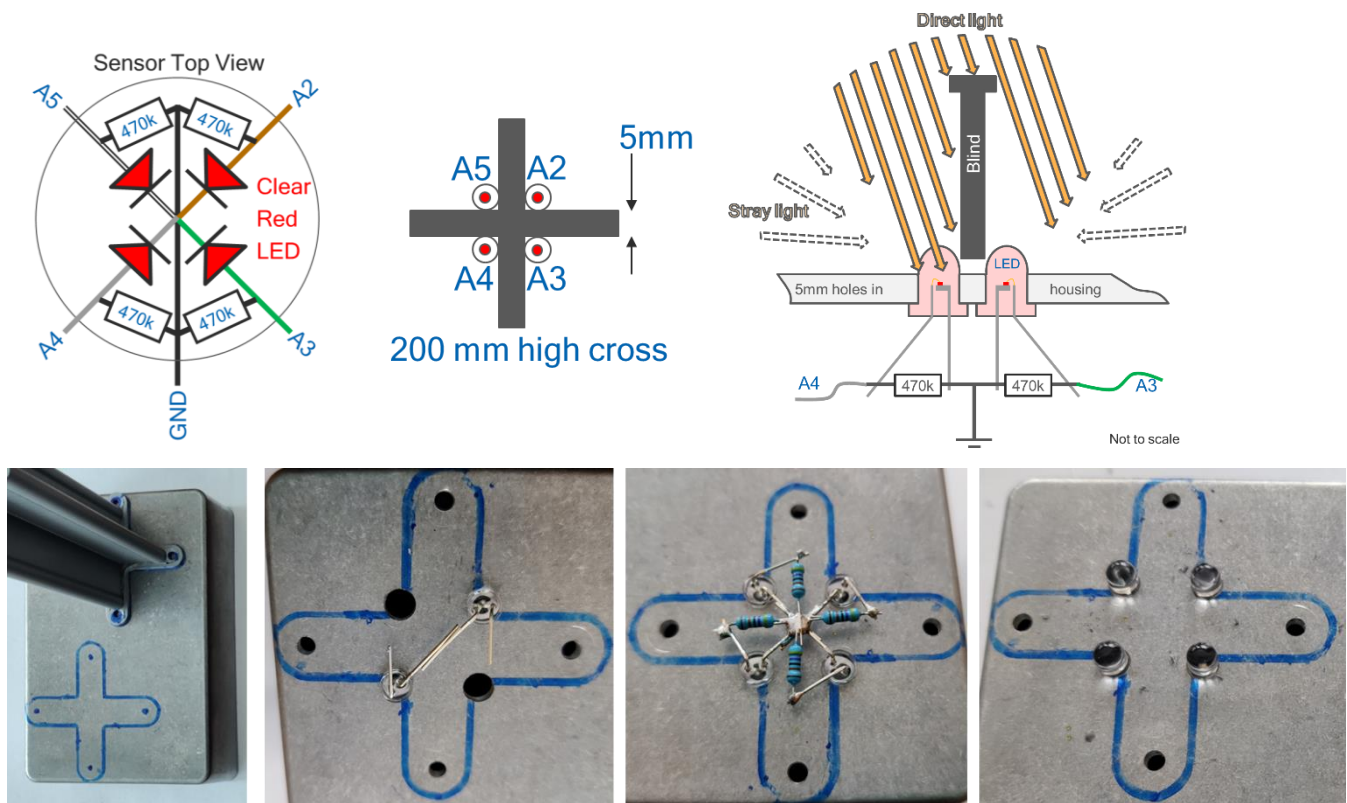 Sensor Top View
A5
A2
470k
470k
Clear
Red
LED
470k
470k
A4
A3
GND
5mm
A5
A2
A4
A3
200 mm high cross
Direct light
Blind
Stray light
LED
5mm holes in
housing
A4
470k
470k
A3
Not to scale